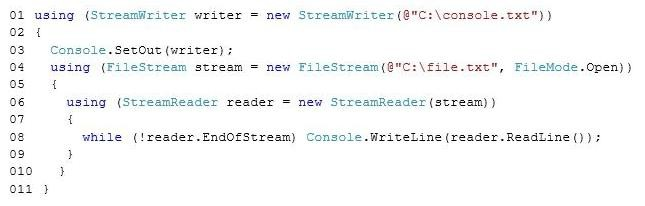 01 using (StreamWriter writer = new StreamWriter(@"C:\console.txt"))
02 {
03   Console.SetOut(writer);
04   using (FileStream stream = new FileStream(@"C:\file.txt", FileMode.Open))
05   {
06     using (StreamReader reader = new StreamReader(stream))
07     {
08       while (!reader.EndOfStream) Console.WriteLine(reader.ReadLine());
09     }
010   }
011 }